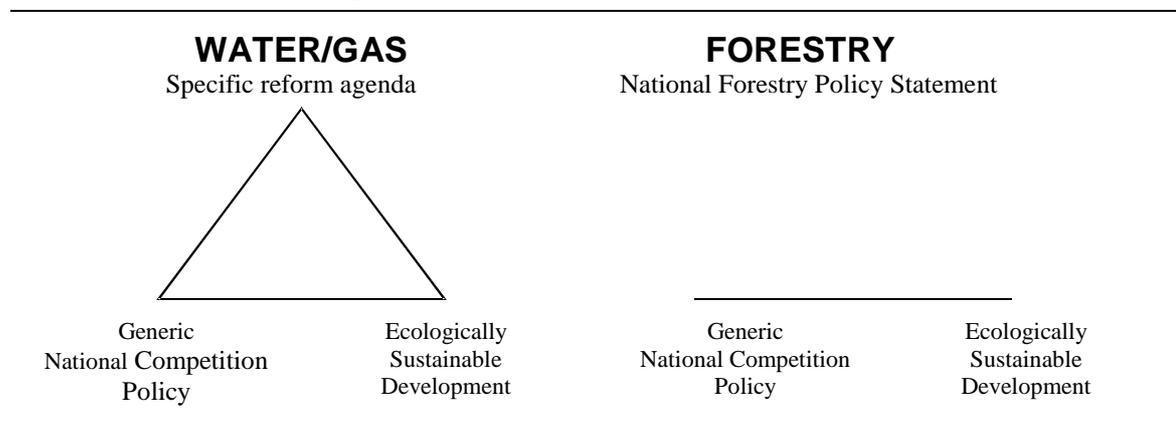 WATER/GAS
Specific reform agenda
FORESTRY
National Forestry Policy Statement
Generic
National Competition
Policy
Ecologically
Sustainable
Development
Generic
National Competition
Policy
Ecologically
Sustainable
Development